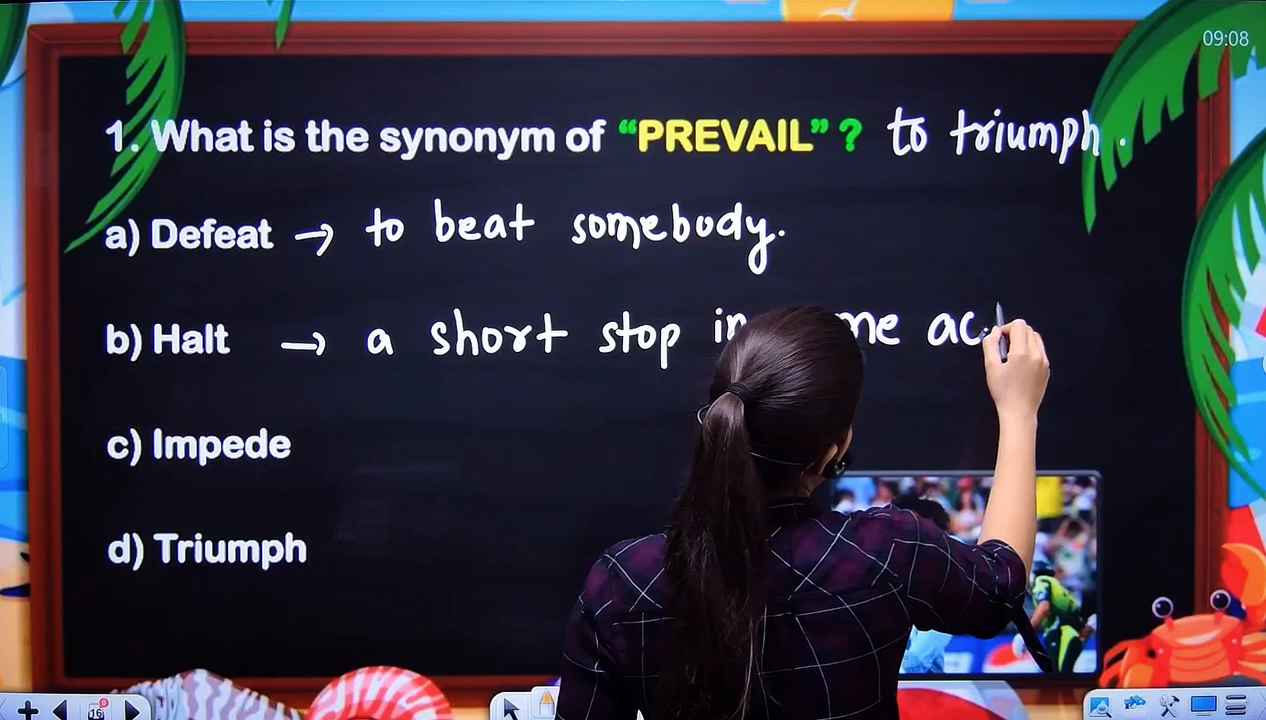 09:08
1. What is the synonym of “PREVAIL” ? to triumph.
a) Defeat → to beat somebody.
b) Halt → a short stop
c) Impede
d) Triumph
16